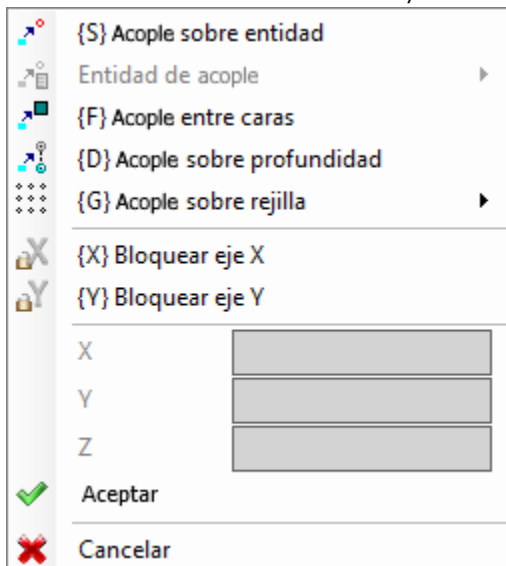 {S} Acople sobre entidad
Entidad de acople
{F} Acople entre caras
{D} Acople sobre profundidad
{G} Acople sobre rejilla
{X} Bloquear eje X
{Y} Bloquear eje Y
X
Y
Z
Aceptar
Cancelar